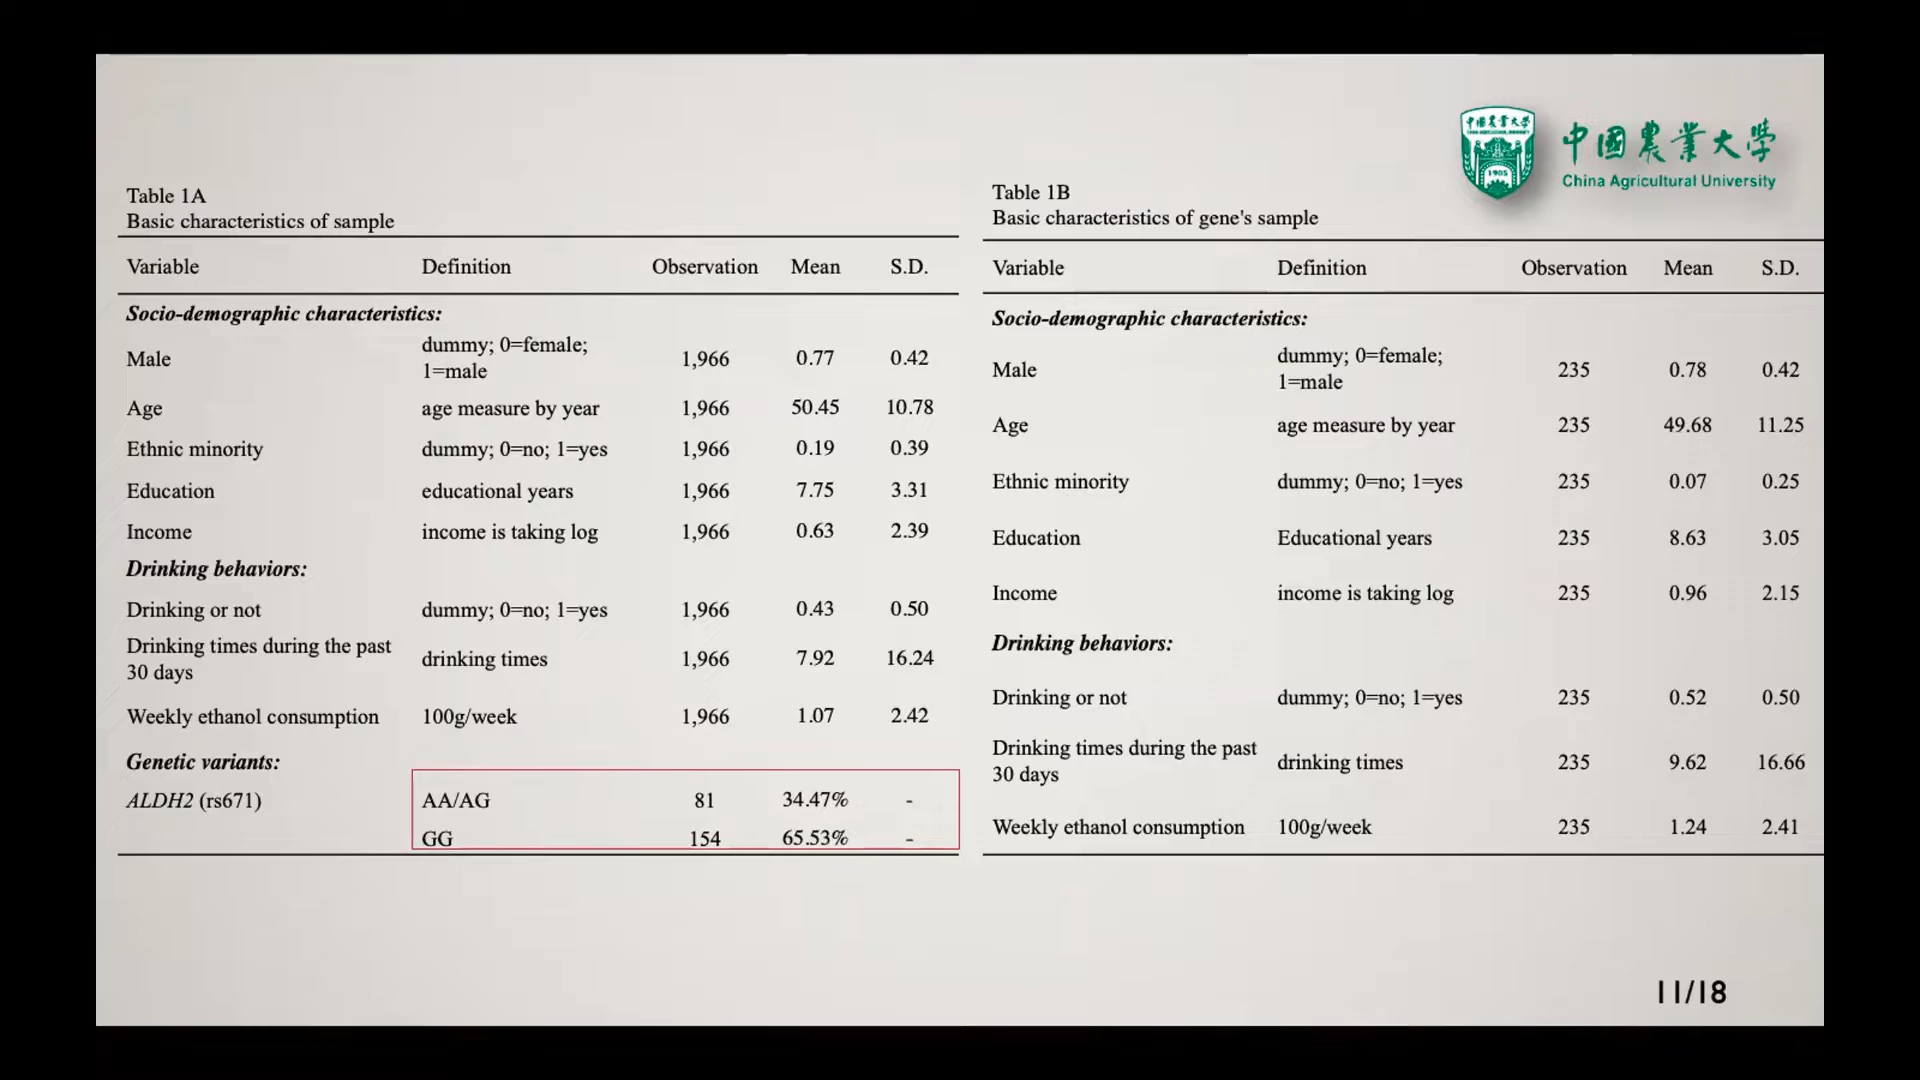 中国农业大学
CHINA AGRICULTURAL UNIVERSITY
1905
中國農業大學
China Agricultural University
Table 1A
Basic characteristics of sample
Variable Definition Observation Mean S.D.
Socio-demographic characteristics:
Male dummy; 0=female; 1=male 1,966 0.77 0.42
Age age measure by year 1,966 50.45 10.78
Ethnic minority dummy; 0=no; 1=yes 1,966 0.19 0.39
Education educational years 1,966 7.75 3.31
Income income is taking log 1,966 0.63 2.39
Drinking behaviors:
Drinking or not dummy; 0=no; 1=yes 1,966 0.43 0.50
Drinking times during the past 30 days drinking times 1,966 7.92 16.24
Weekly ethanol consumption 100g/week 1,966 1.07 2.42
Genetic variants:
ALDH2 (rs671) AA/AG 81 34.47% -
GG 154 65.53% -
Table 1B
Basic characteristics of gene's sample
Variable Definition Observation Mean S.D.
Socio-demographic characteristics:
Male dummy; 0=female; 1=male 235 0.78 0.42
Age age measure by year 235 49.68 11.25
Ethnic minority dummy; 0=no; 1=yes 235 0.07 0.25
Education Educational years 235 8.63 3.05
Income income is taking log 235 0.96 2.15
Drinking behaviors:
Drinking or not dummy; 0=no; 1=yes 235 0.52 0.50
Drinking times during the past 30 days drinking times 235 9.62 16.66
Weekly ethanol consumption 100g/week 235 1.24 2.41
11/18